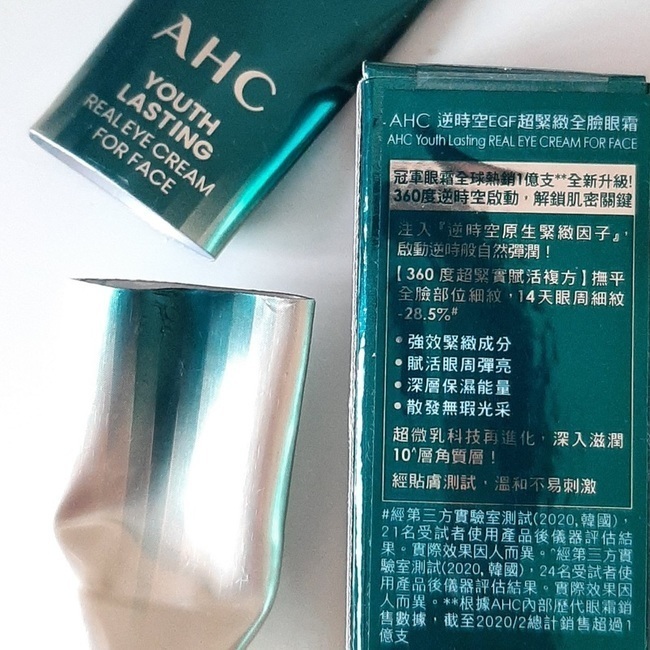 AHC
YOUTH
LASTING
REAL EYE CREAM
FOR FACE
AHC 逆時空EGF超緊緻全臉眼霜
AHC Youth Lasting REAL EYE CREAM FOR FACE
冠軍眼霜全球熱銷1億支**全新升級!
360度逆時空啟動，解鎖肌密關鍵
注入『逆時空原生緊緻因子』，
啟動逆時般自然彈潤！
【360 度超緊實賦活複方】撫平
全臉部位細紋，14天眼周細紋
-28.5%#
• 強效緊緻成分
• 賦活眼周彈亮
• 深層保濕能量
• 散發無瑕光采
超微乳科技再進化，深入滋潤
10^層角質層！
經貼膚測試，溫和不易刺激
#經第三方實驗室測試(2020,韓國)，
21名受試者使用產品後儀器評估結
果。實際效果因人而異。^經第三方實
驗室測試(2020,韓國)，24名受試者使
用產品後儀器評估結果。實際效果因
人而異。**根據AHC內部歷代眼霜銷
售數據，截至2020/2總計銷售超過1
億支